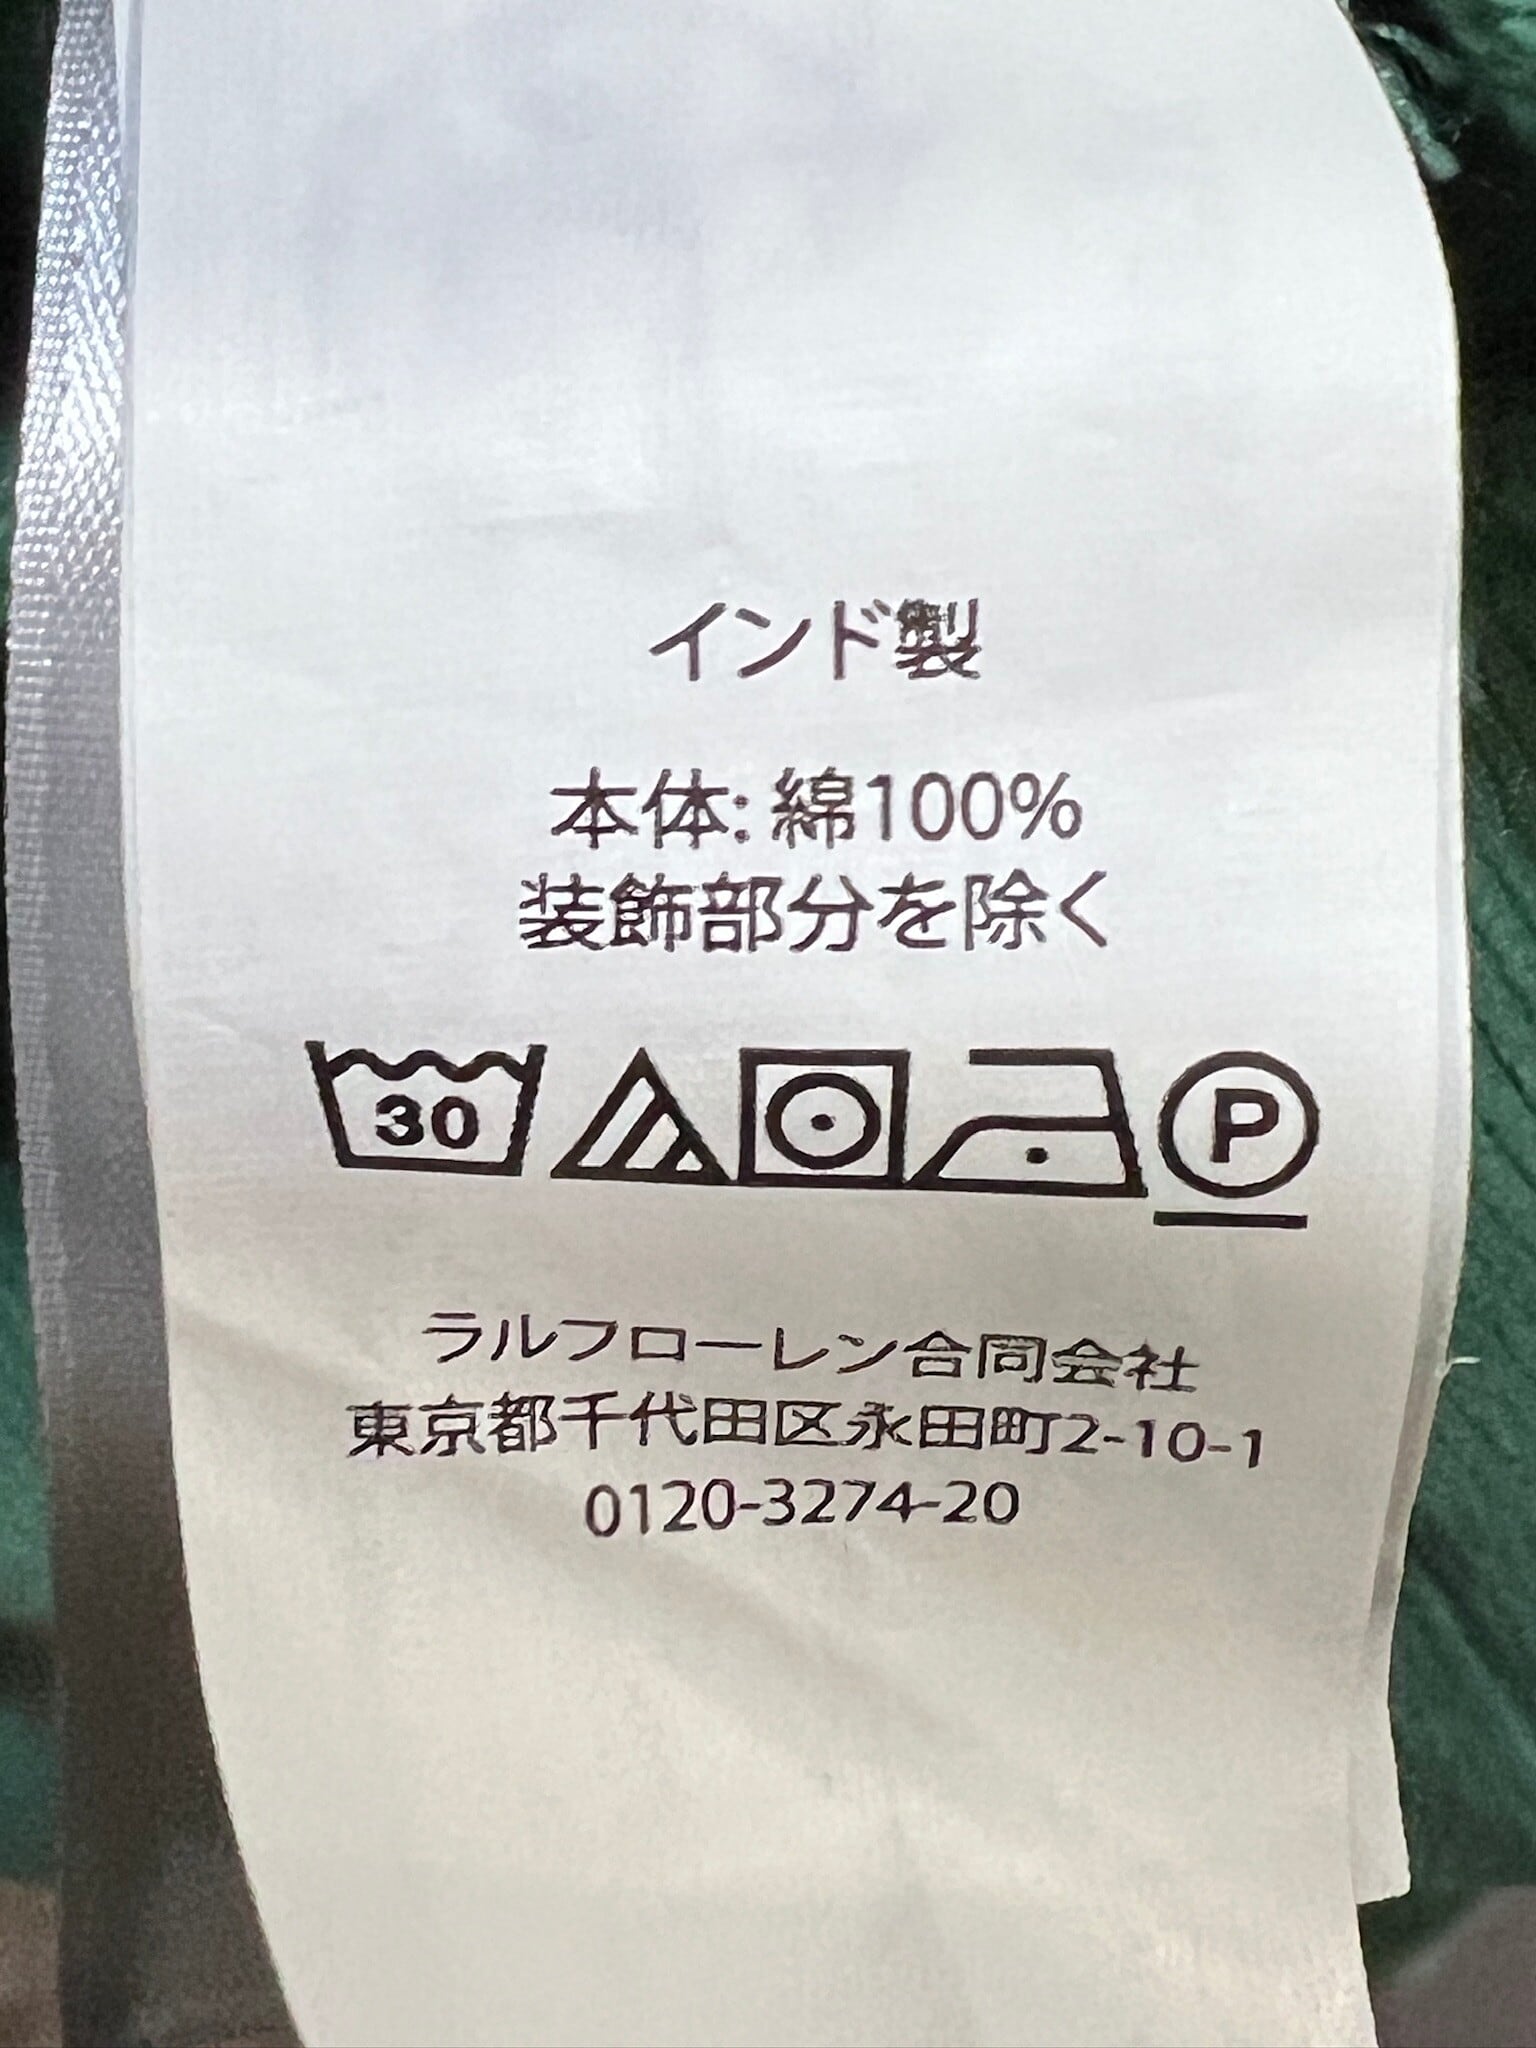 インド製
本体: 綿100%
装飾部分を除く
30 P
ラルフローレン合同会社
東京都千代田区永田町2-10-1
0120-3274-20